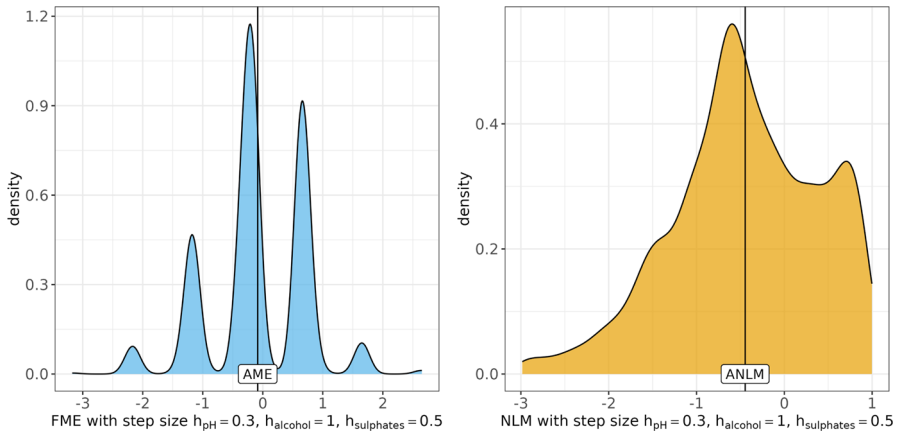 1.2
0.9
0.6
0.3
0.0
density
AME
-3 -2 -1 0 1 2
FME with step size h_pH = 0.3, h_alcohol = 1, h_sulphates = 0.5
0.4
0.2
0.0
density
ANLM
-3 -2 -1 0 1
NLM with step size h_pH = 0.3, h_alcohol = 1, h_sulphates = 0.5